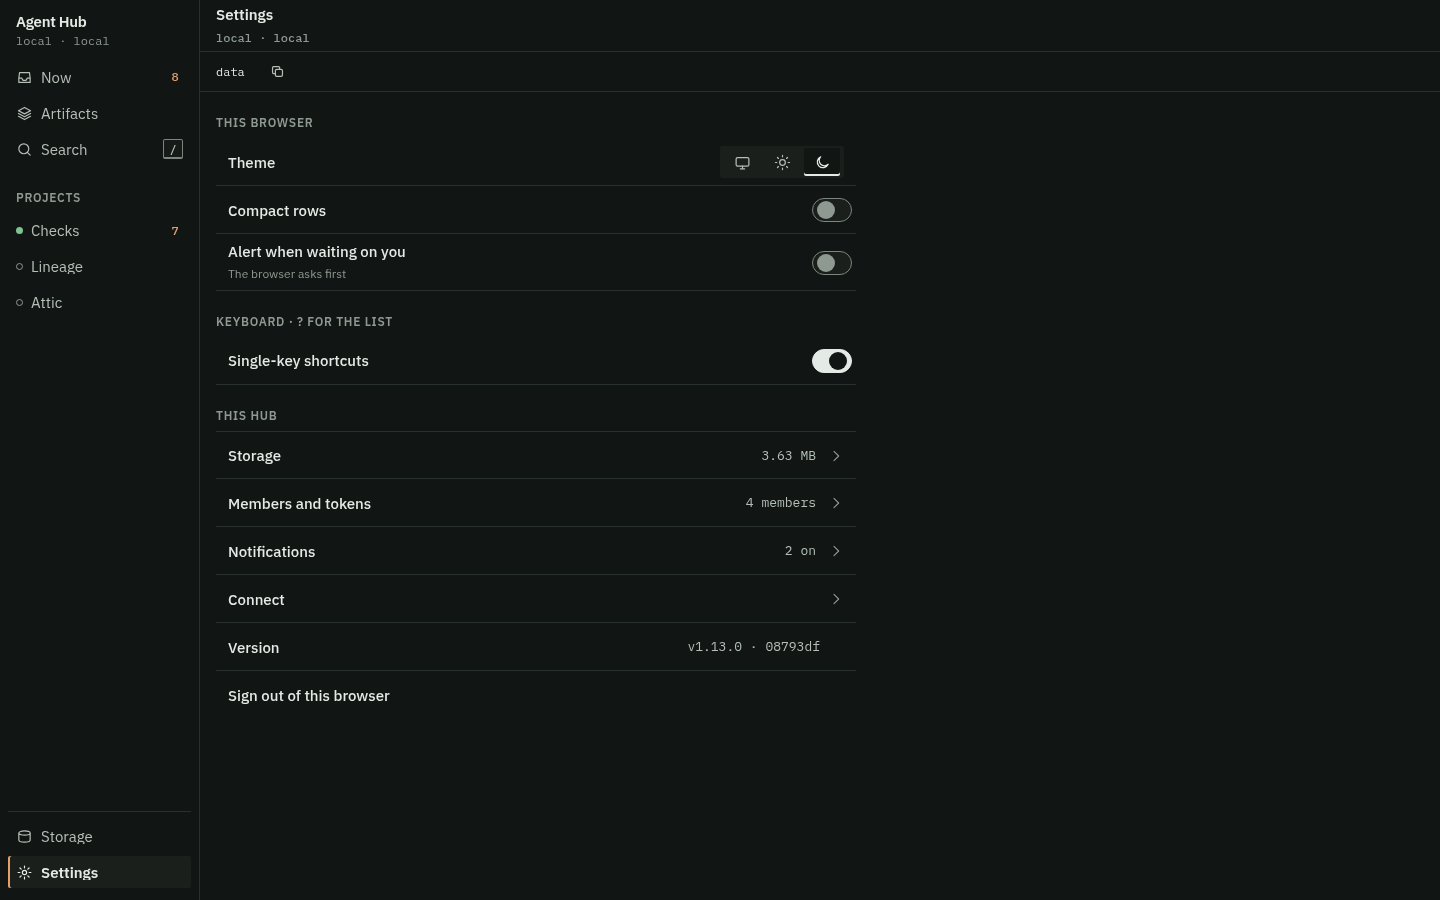 Agent Hub
local · local
Now 8
Artifacts
Search /
PROJECTS
Checks 7
Lineage
Attic
Storage
Settings
Settings
local · local
data
THIS BROWSER
Theme
Compact rows
Alert when waiting on you
The browser asks first
KEYBOARD · ? FOR THE LIST
Single-key shortcuts
THIS HUB
Storage 3.63 MB
Members and tokens 4 members
Notifications 2 on
Connect
Version v1.13.0 · 08793df
Sign out of this browser